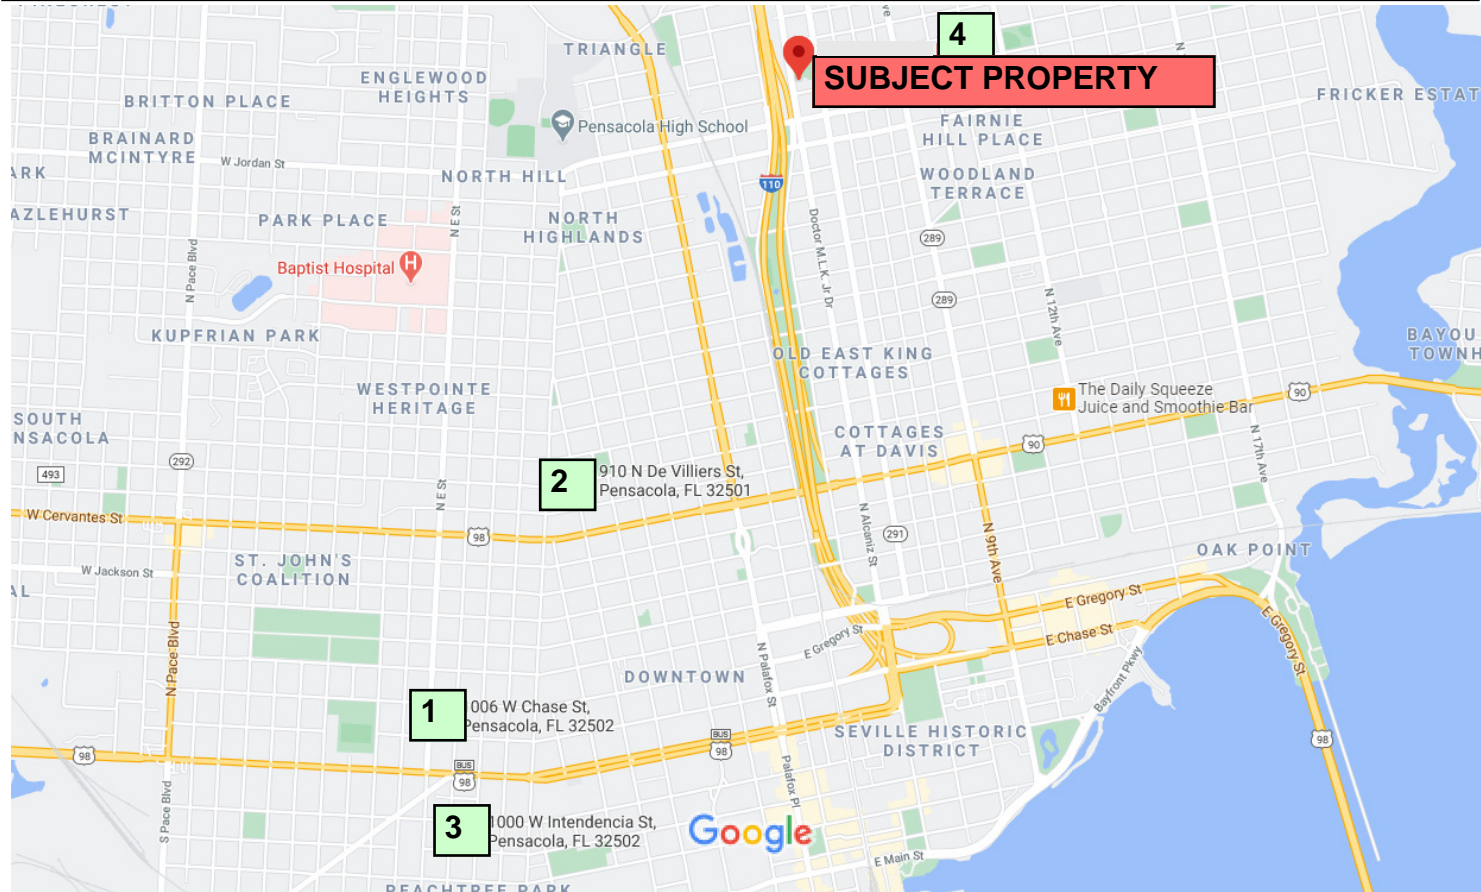 4
SUBJECT PROPERTY
TRIANGLE
ENGLEWOOD
HEIGHTS
BRITTON PLACE
FRICKER ESTAT
BRAINARD
MCINTYRE
Pensacola High School
FAIRNIE
HILL PLACE
W Jordan St
ARK
NORTH HILL
110
WOODLAND
TERRACE
AZLEHURST
PARK PLACE
N E St
NORTH
HIGHLANDS
Doctor M.L.K. Jr Dr
289
N Pace Blvd
Baptist Hospital
H
289
N 12th Ave
KUPFRIAN PARK
OLD EAST KING
COTTAGES
BAYOU
TOWNH
WESTPOINTE
HERITAGE
The Daily Squeeze
Juice and Smoothie Bar
90
SOUTH
NSACOLA
COTTAGES
AT DAVIS
90
N 17th Ave
292
493
2
910 N De Villiers St,
Pensacola, FL 32501
N E St
W Cervantes St
98
N Alcaniz St
291
N 9th Ave
OAK POINT
ST. JOHN'S
COALITION
W Jackson St
AL
E Gregory St
E Chase St
E Gregory St
E Gregory St
N Pace Blvd
N Palafox St
DOWNTOWN
Bayfront Pkwy
1
006 W Chase St,
Pensacola, FL 32502
SEVILLE HISTORIC
DISTRICT
BUS
98
98
98
BUS
98
S Pace Blvd
Palafox Pl
3
1000 W Intendencia St,
Pensacola, FL 32502
Google
E Main St
PEACHTREE PARK